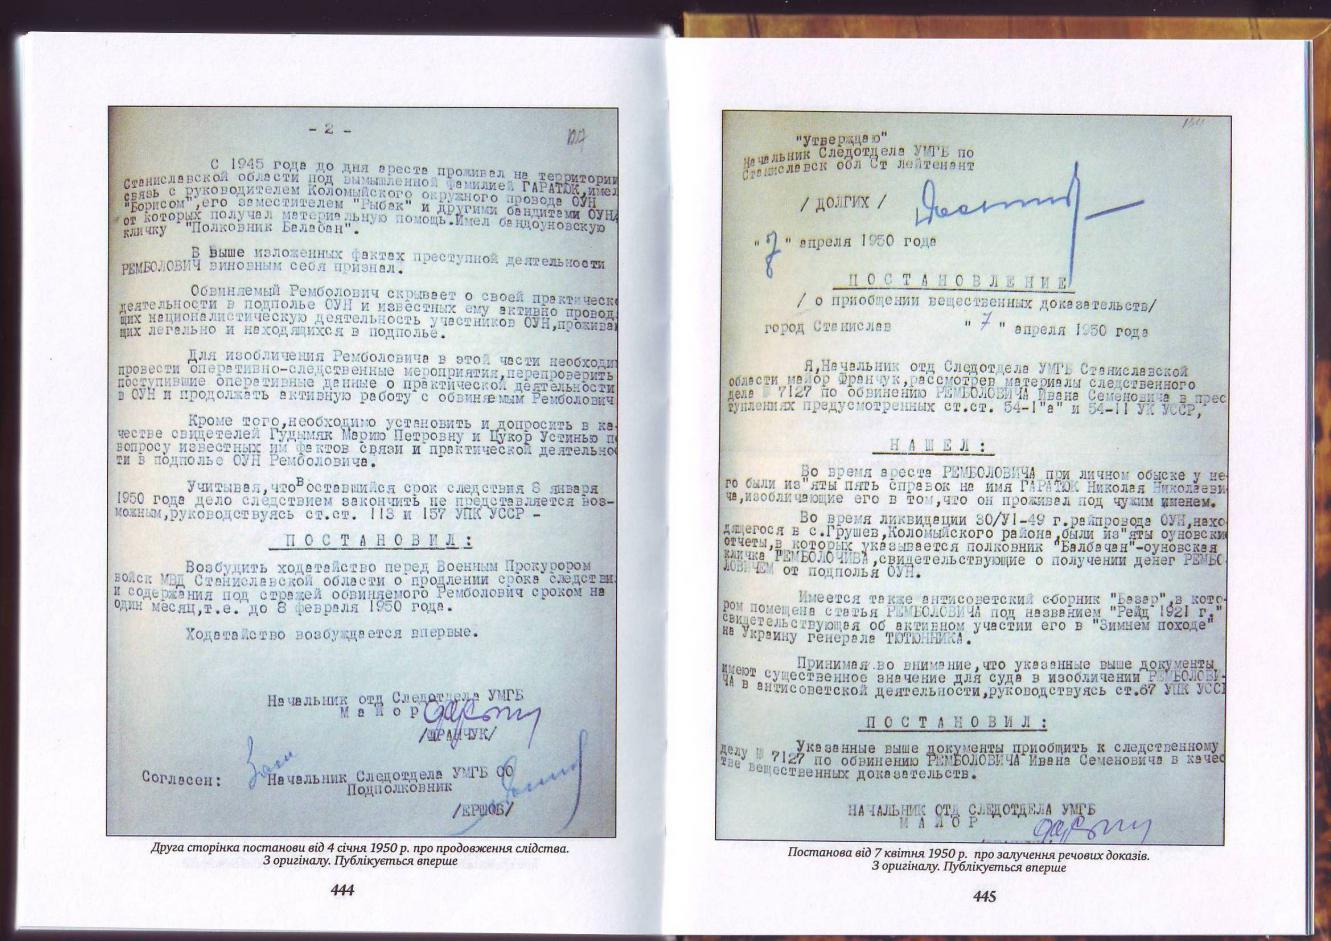 - 2 -
С 1945 года до дня ареста проживал на территории
Станиславской области под вымышленной фамилией ГАРАТЮК, имел
связь с руководителем Коломыйского окружного провода ОУН
"Борисом", его заместителем "Рыбак" и другими бандитами ОУН,
от которых получал материальную помощь. Имел бандоуновскую
кличку "Полковник Балабан".
В выше изложенных фактах преступной деятельности
РЕМБОЛОВИЧ виновным себя признал.
Обвиняемый Ремболович скрывает о своей практическ
деятельности в подполье ОУН и известных ему активно провод
щих националистическую деятельность участников ОУН, прожива
щих легально и находящихся в подполье.
Для изобличения Ремболовича в этой части необходи
провести оперативно-следственные мероприятия, перепроверить
поступившие оперативные данные о практической деятельности
в ОУН и продолжать активную работу с обвиняемым Ремболович
Кроме того, необходимо установить и допросить в ка-
честве свидетелей Гудымяк Марию Петровну и Цукор Устинью п
вопросу известных им фактов связи и практической деятельно
ти в подполье ОУН Ремболовича.
Учитывая, что в оставшийся срок следствия 8 января
1950 года дело следствием закончить не представляется воз-
можным, руководствуясь ст.ст. 113 и 157 УПК УССР -
П О С Т А Н О В И Л :
Возбудить ходатайство перед Военным Прокурором
войск МВД Станиславской области о продлении срока следстви
и содержания под стражей обвиняемого Ремболович сроком на
один месяц, т.е. до 8 февраля 1950 года.
Ходатайство возбуждается впервые.
Начальник отд Следотдела УМГБ
М а й о р
/ФРАНЧУК/
Согласен: Начальник Следотдела УМГБ СО
Подполковник
/ЕРШОВ/
Друга сторінка постанови від 4 січня 1950 р. про продовження слідства.
З оригіналу. Публікується вперше
444
"Утверждаю"
Начальник Следотдела УМГБ по
Станиславск обл Ст лейтенант
/ ДОЛГИХ /
"7" апреля 1950 года
П О С Т А Н О В Л Е Н И Е
/ о приобщении вещественных доказательств/
город Станислав "7" апреля 1950 года
Я, Начальник отд Следотдела УМГБ Станиславской
области майор Франчук, рассмотрев материалы следственного
дела № 7127 по обвинению РЕМБОЛОВИЧА Ивана Семеновича в прес
туплениях предусмотренных ст.ст. 54-1"а" и 54-11 УК УССР,
Н А Ш Е Л :
Во время ареста РЕМБОЛОВИЧА при личном обыске у не-
го были из"яты пять справок на имя ГАРАТЮК Николая Николаеви-
ча, изобличающие его в том, что он проживал под чужим именем.
Во время ликвидации 30/У1-49 г. райпровода ОУН, нахо-
дящегося в с.Грушев, Коломыйского района, были из"яты оуновские
отчеты, в которых указывается полковник "Балбачан"-оуновская
кличка РЕМБОЛОЧИВА, свидетельствующие о получении денег РЕМБО-
ЛОВИЧЕМ от подполья ОУН.
Имеется также антисоветский сборник "Базар", в кото-
ром помещена статья РЕМБОЛОВИЧА под названием "Рейд 1921 г."
свидетельствующая об активном участии его в "Зимнем походе"
на Украину генерала ТЮТЮННИКА.
Принимая во внимание, что указанные выше документы
имеют существенное значение для суда в изобличении РЕМБОЛОВИ-
ЧА в антисоветской деятельности, руководствуясь ст.67 УПК УССР
П О С Т А Н О В И Л :
Указанные выше документы приобщить к следственному
делу № 7127 по обвинению РЕМБОЛОВИЧА Ивана Семеновича в качес
тве вещественных доказательств.
НАЧАЛЬНИК ОТД СЛЕДОТДЕЛА УМГБ
М А Й О Р
Постанова від 7 квітня 1950 р. про залучення речових доказів.
З оригіналу. Публікується вперше
445